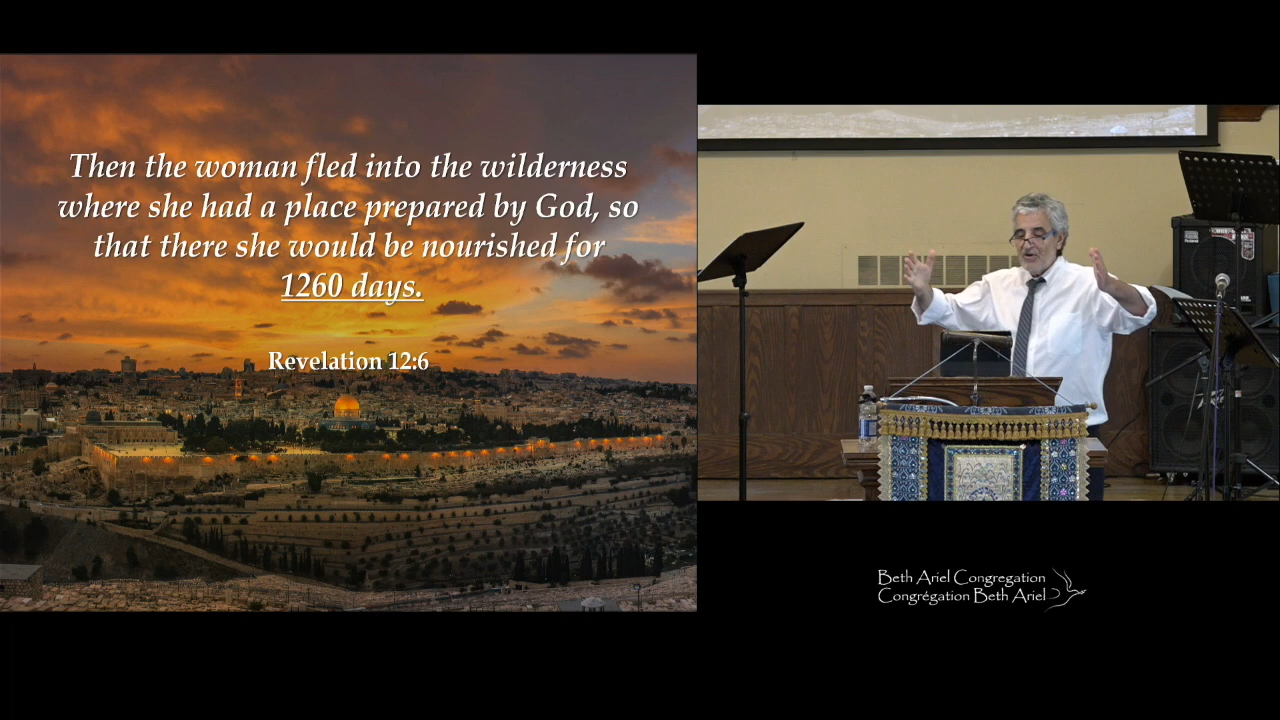 Then the woman fled into the wilderness
where she had a place prepared by God, so
that there she would be nourished for
1260 days.
Revelation 12:6
Roland
Beth Ariel Congregation
Congrégation Beth Ariel